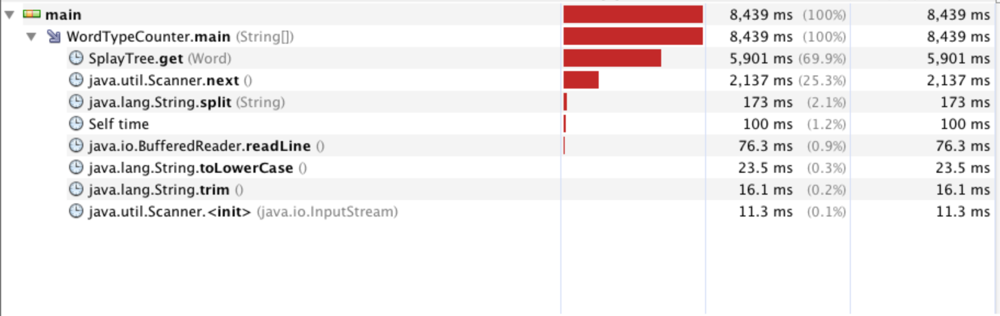 main 8,439 ms (100%) 8,439 ms
WordTypeCounter.main (String[]) 8,439 ms (100%) 8,439 ms
SplayTree.get (Word) 5,901 ms (69.9%) 5,901 ms
java.util.Scanner.next () 2,137 ms (25.3%) 2,137 ms
java.lang.String.split (String) 173 ms (2.1%) 173 ms
Self time 100 ms (1.2%) 100 ms
java.io.BufferedReader.readLine () 76.3 ms (0.9%) 76.3 ms
java.lang.String.toLowerCase () 23.5 ms (0.3%) 23.5 ms
java.lang.String.trim () 16.1 ms (0.2%) 16.1 ms
java.util.Scanner.<init> (java.io.InputStream) 11.3 ms (0.1%) 11.3 ms